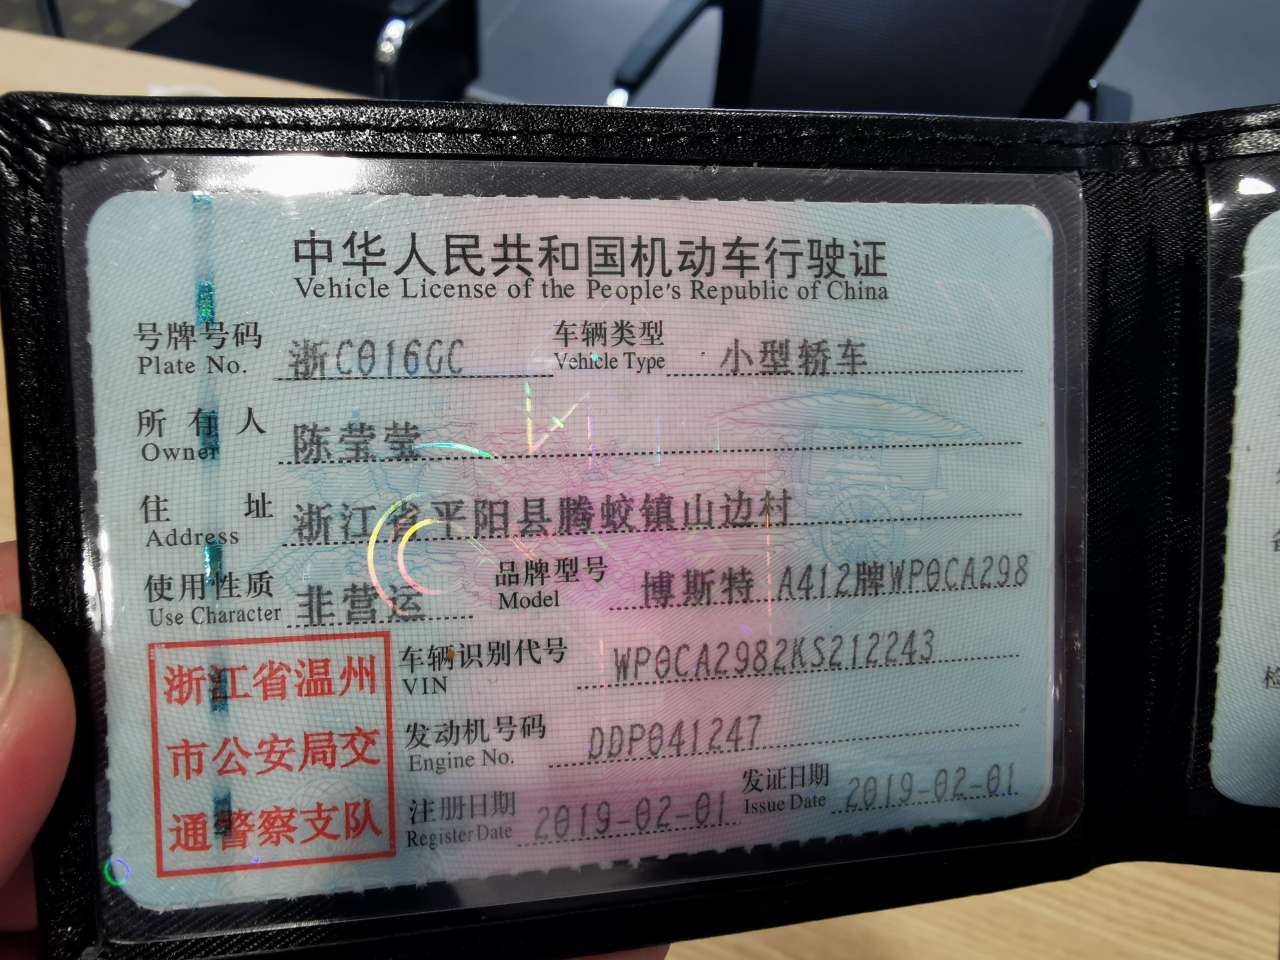 中华人民共和国机动车行驶证
Vehicle License of the People's Republic of China
号牌号码 浙C016GC 车辆类型 小型轿车
Plate No. Vehicle Type
所有人 陈莹莹
Owner
住址 浙江省平阳县腾蛟镇山边村
Address
使用性质 非营运 品牌型号 博斯特 A412牌WP0CA298
Use Character Model
浙江省温州
市公安局交
通警察支队
车辆识别代号 WP0CA2982KS212243
VIN
发动机号码 DDP041247
Engine No.
注册日期 2019-02-01 发证日期 2019-02-01
Register Date Issue Date